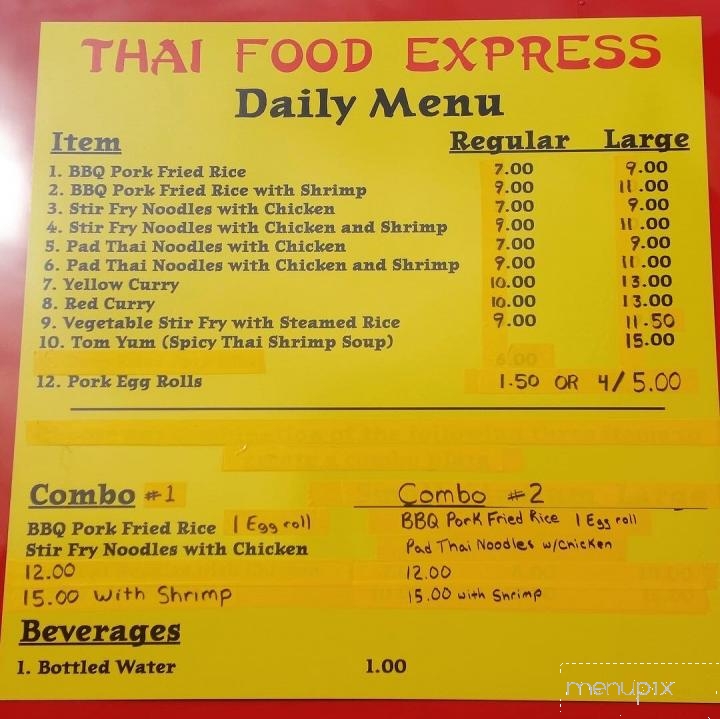 THAI FOOD EXPRESS
Daily Menu
Item Regular Large
1. BBQ Pork Fried Rice 7.00 9.00
2. BBQ Pork Fried Rice with Shrimp 9.00 11.00
3. Stir Fry Noodles with Chicken 7.00 9.00
4. Stir Fry Noodles with Chicken and Shrimp 9.00 11.00
5. Pad Thai Noodles with Chicken 7.00 9.00
6. Pad Thai Noodles with Chicken and Shrimp 9.00 11.00
7. Yellow Curry 10.00 13.00
8. Red Curry 10.00 13.00
9. Vegetable Stir Fry with Steamed Rice 9.00 11.50
10. Tom Yum (Spicy Thai Shrimp Soup) 15.00
6.00
12. Pork Egg Rolls 1.50 OR 4/5.00
Combo #1 Combo #2
BBQ Pork Fried Rice 1 Egg roll BBQ Pork Fried Rice 1 Egg roll
Stir Fry Noodles with Chicken Pad Thai Noodles w/chicken
12.00 12.00
15.00 with Shrimp 15.00 with Shrimp
Beverages
1. Bottled Water 1.00
menupix